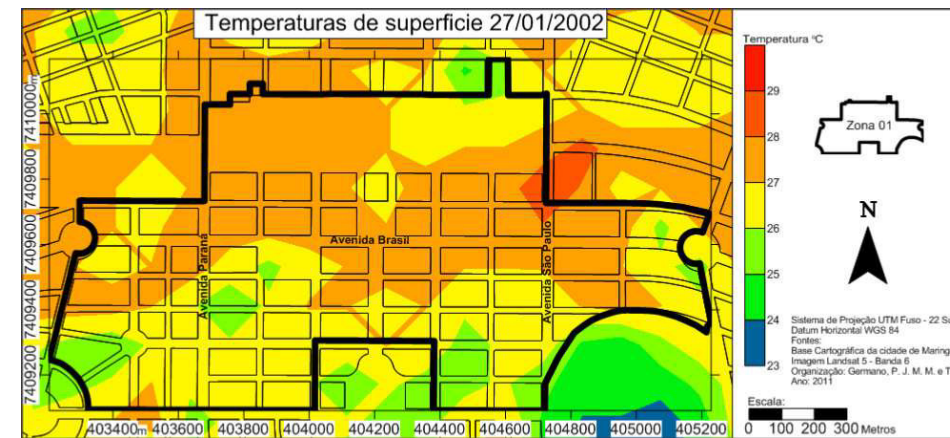 Temperaturas de superficie 27/01/2002
Temperatura °C
29
28
27
26
25
24
23
Zona 01
N
Avenida Brasil
Avenida Paraná
Avenida São Paulo
7410000m
7409800
7409600
7409400
7409200
403400m 403600 403800 404000 404200 404400 404600 404800 405000 405200
Sistema de Projeção UTM Fuso - 22 Su
Datum Horizontal WGS 84
Fontes:
Base Cartográfica da cidade de Maring
Imagem Landsat 5 - Banda 6
Organização: Germano, P. J. M. M. e T
Ano: 2011
Escala:
0 100 200 300 Metros